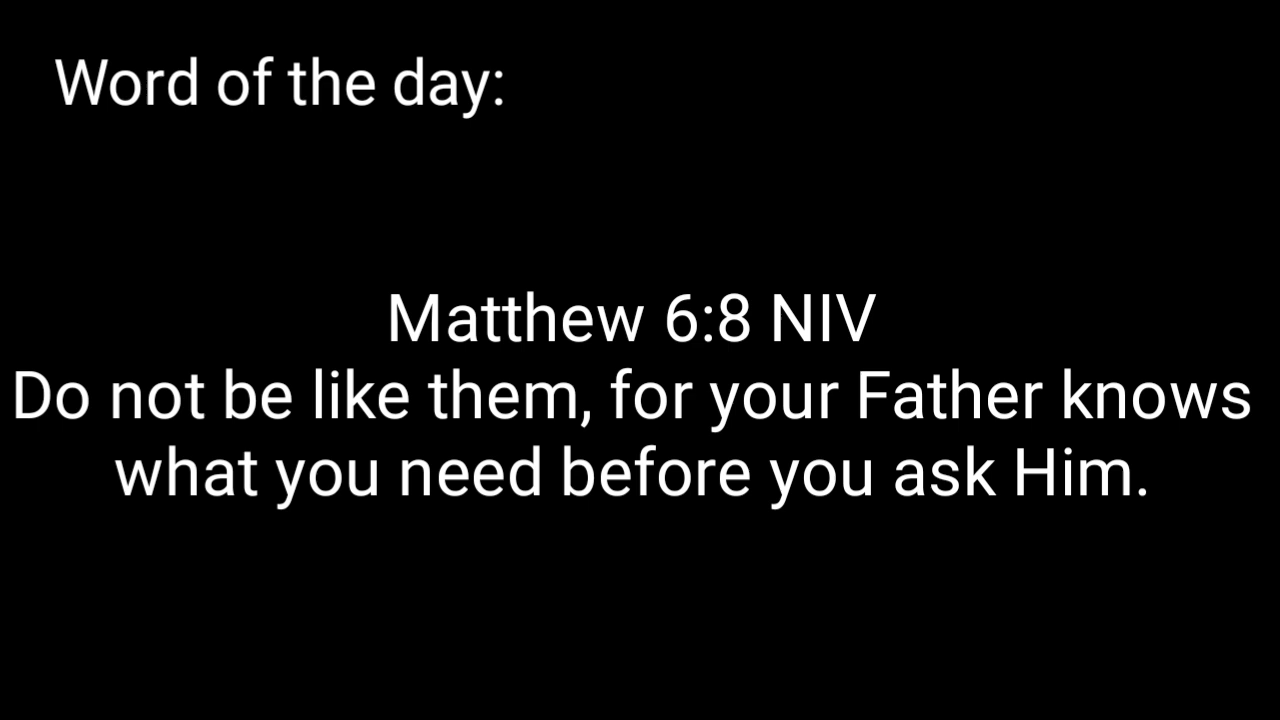 Word of the day:
Matthew 6:8 NIV
Do not be like them, for your Father knows
what you need before you ask Him.